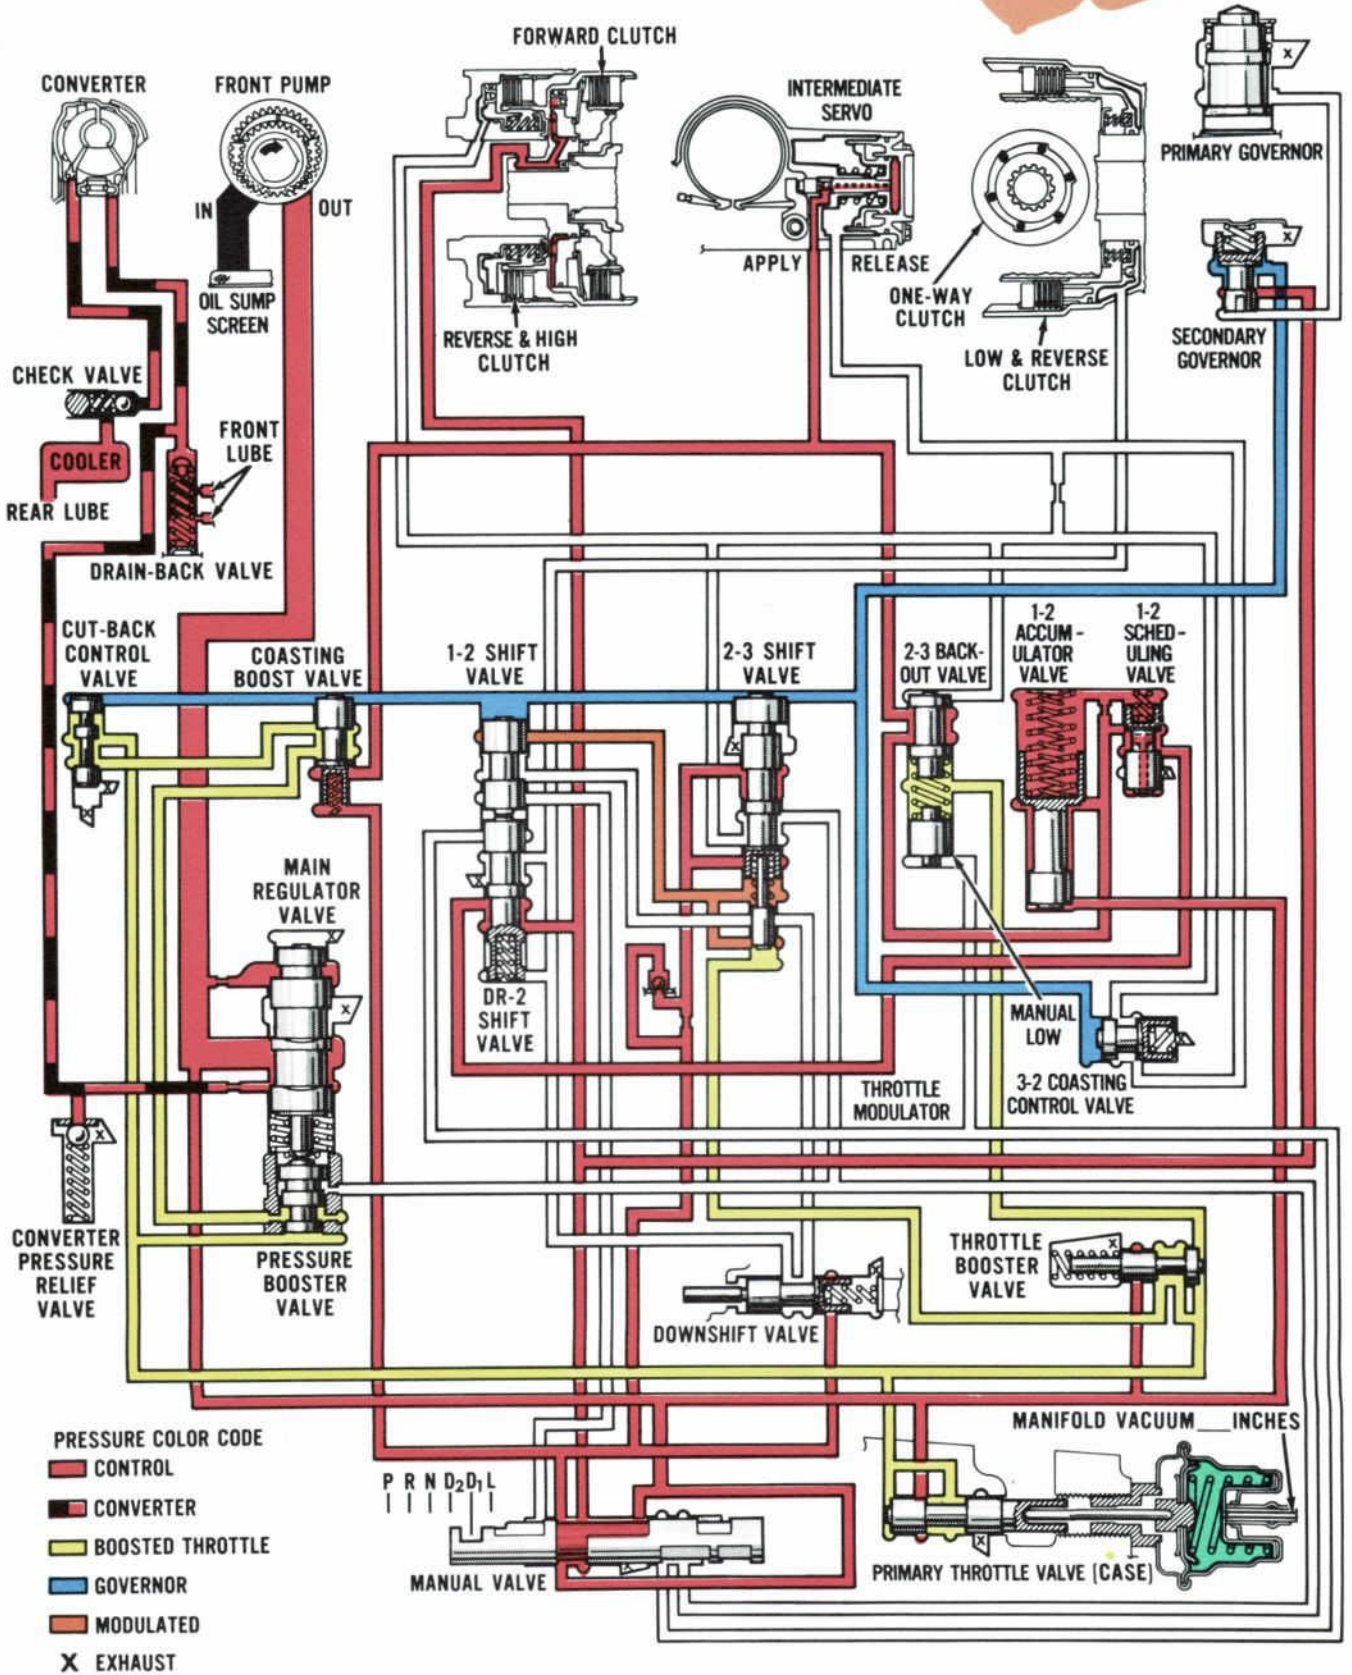 FORWARD CLUTCH
CONVERTER
FRONT PUMP
INTERMEDIATE
SERVO
X
PRIMARY GOVERNOR
IN
OUT
OIL SUMP
SCREEN
APPLY
RELEASE
ONE-WAY
CLUTCH
X
SECONDARY
GOVERNOR
REVERSE & HIGH
CLUTCH
LOW & REVERSE
CLUTCH
CHECK VALVE
FRONT
LUBE
COOLER
REAR LUBE
DRAIN-BACK VALVE
CUT-BACK
CONTROL
VALVE
COASTING
BOOST VALVE
1-2 SHIFT
VALVE
2-3 SHIFT
VALVE
2-3 BACK-
OUT VALVE
1-2
ACCUM-
ULATOR
VALVE
1-2
SCHED-
ULING
VALVE
X
X
X
X
MAIN
REGULATOR
VALVE
X
X
X
DR-2
SHIFT
VALVE
MANUAL
LOW
X
THROTTLE
MODULATOR
3-2 COASTING
CONTROL VALVE
X
CONVERTER
PRESSURE
RELIEF
VALVE
PRESSURE
BOOSTER
VALVE
THROTTLE
BOOSTER
VALVE
X
DOWNSHIFT VALVE
MANIFOLD VACUUM___INCHES
PRESSURE COLOR CODE
CONTROL
CONVERTER
BOOSTED THROTTLE
GOVERNOR
MODULATED
X EXHAUST
P R N D2 D1 L
MANUAL VALVE
X
X
PRIMARY THROTTLE VALVE (CASE)